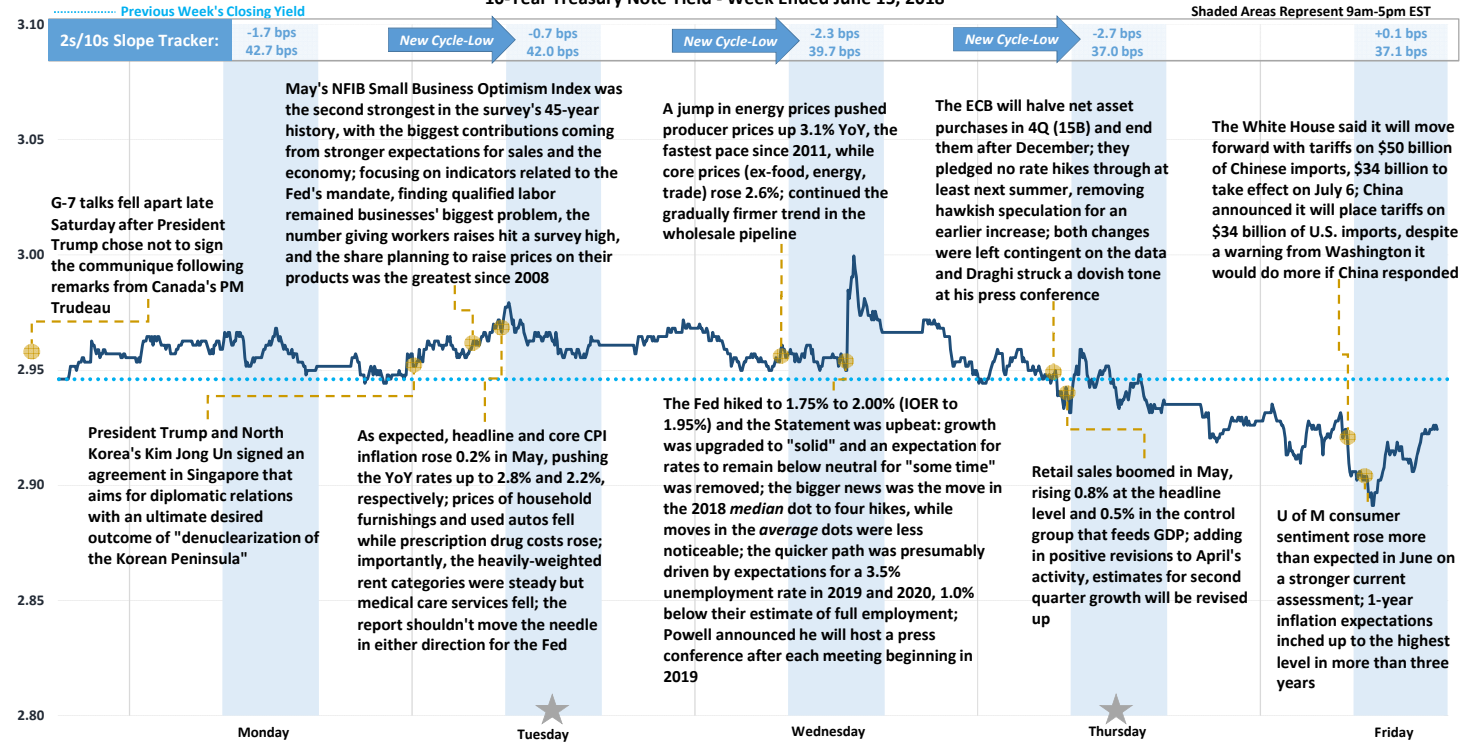 10-Year Treasury Note Yield - Week Ended June 15, 2018
Previous Week's Closing Yield
Shaded Areas Represent 9am-5pm EST
3.10
3.05
3.00
2.95
2.90
2.85
2.80
2s/10s Slope Tracker:
-1.7 bps
42.7 bps
New Cycle-Low
-0.7 bps
42.0 bps
New Cycle-Low
-2.3 bps
39.7 bps
New Cycle-Low
-2.7 bps
37.0 bps
+0.1 bps
37.1 bps
G-7 talks fell apart late
Saturday after President
Trump chose not to sign
the communique following
remarks from Canada's PM
Trudeau
May's NFIB Small Business Optimism Index was
the second strongest in the survey's 45-year
history, with the biggest contributions coming
from stronger expectations for sales and the
economy; focusing on indicators related to the
Fed's mandate, finding qualified labor
remained businesses' biggest problem, the
number giving workers raises hit a survey high,
and the share planning to raise prices on their
products was the greatest since 2008
A jump in energy prices pushed
producer prices up 3.1% YoY, the
fastest pace since 2011, while
core prices (ex-food, energy,
trade) rose 2.6%; continued the
gradually firmer trend in the
wholesale pipeline
The ECB will halve net asset
purchases in 4Q (15B) and end
them after December; they
pledged no rate hikes through at
least next summer, removing
hawkish speculation for an
earlier increase; both changes
were left contingent on the data
and Draghi struck a dovish tone
at his press conference
The White House said it will move
forward with tariffs on $50 billion
of Chinese imports, $34 billion to
take effect on July 6; China
announced it will place tariffs on
$34 billion of U.S. imports, despite
a warning from Washington it
would do more if China responded
President Trump and North
Korea's Kim Jong Un signed an
agreement in Singapore that
aims for diplomatic relations
with an ultimate desired
outcome of "denuclearization of
the Korean Peninsula"
As expected, headline and core CPI
inflation rose 0.2% in May, pushing
the YoY rates up to 2.8% and 2.2%,
respectively; prices of household
furnishings and used autos fell
while prescription drug costs rose;
importantly, the heavily-weighted
rent categories were steady but
medical care services fell; the
report shouldn't move the needle
in either direction for the Fed
The Fed hiked to 1.75% to 2.00% (IOER to
1.95%) and the Statement was upbeat: growth
was upgraded to "solid" and an expectation for
rates to remain below neutral for "some time"
was removed; the bigger news was the move in
the 2018 median dot to four hikes, while
moves in the average dots were less
noticeable; the quicker path was presumably
driven by expectations for a 3.5%
unemployment rate in 2019 and 2020, 1.0%
below their estimate of full employment;
Powell announced he will host a press
conference after each meeting beginning in
2019
Retail sales boomed in May,
rising 0.8% at the headline
level and 0.5% in the control
group that feeds GDP; adding
in positive revisions to April's
activity, estimates for second
quarter growth will be revised
up
U of M consumer
sentiment rose more
than expected in June on
a stronger current
assessment; 1-year
inflation expectations
inched up to the highest
level in more than three
years
Monday
Tuesday
Wednesday
Thursday
Friday